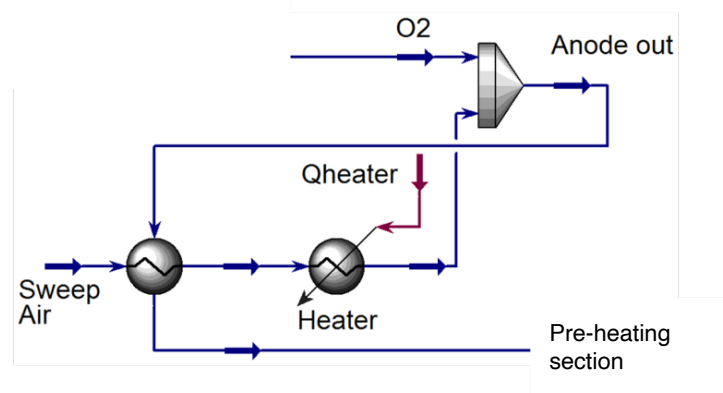 O2
Anode out
Qheater
Sweep
Air
Heater
Pre-heating
section